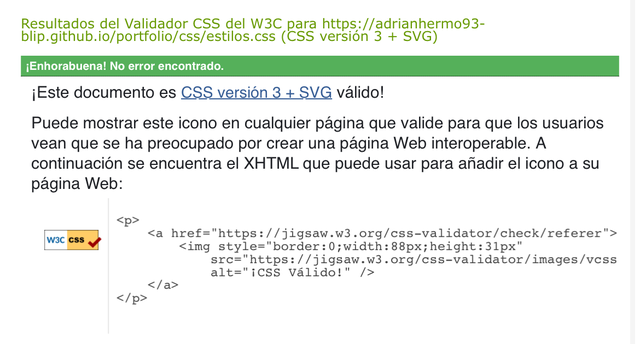 Resultados del Validador CSS del W3C para https://adrianhermo93-
blip.github.io/portfolio/css/estilos.css (CSS versión 3 + SVG)
¡Enhorabuena! No error encontrado.
¡Este documento es CSS versión 3 + SVG válido!
Puede mostrar este icono en cualquier página que valide para que los usuarios
vean que se ha preocupado por crear una página Web interoperable. A
continuación se encuentra el XHTML que puede usar para añadir el icono a su
página Web:
W3C css
<p>
<a href="https://jigsaw.w3.org/css-validator/check/referer">
<img style="border:0;width:88px;height:31px"
src="https://jigsaw.w3.org/css-validator/images/vcss
alt="¡CSS Válido!" />
</a>
</p>